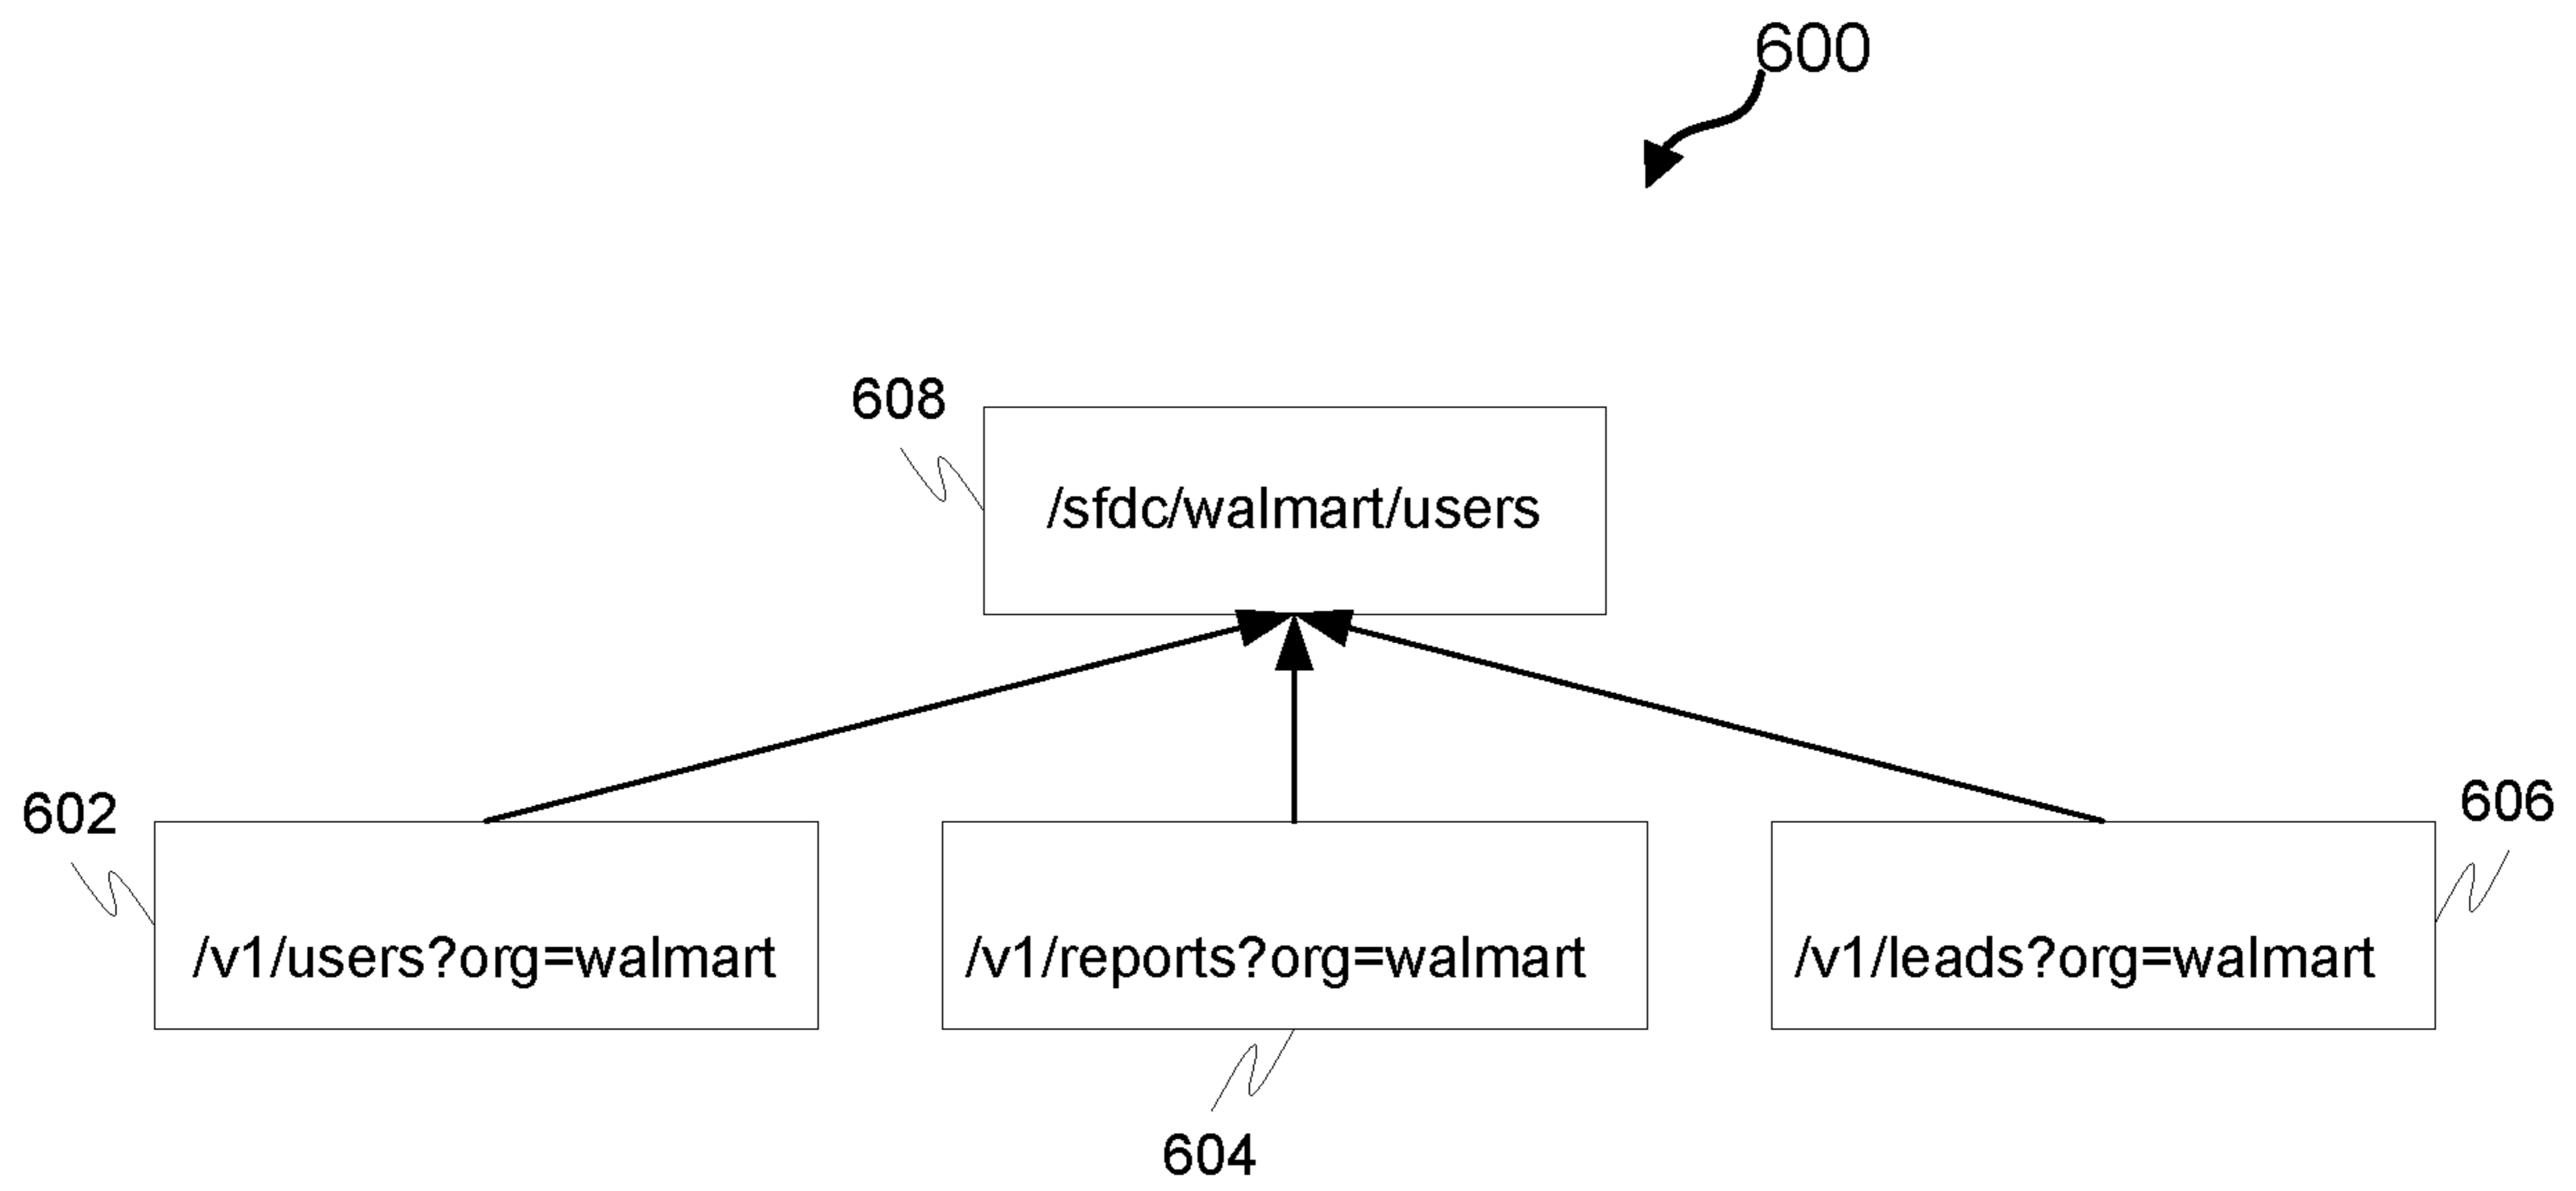 600
608
/sfdc/walmart/users
602
606
/v1/users?org=walmart
/v1/reports?org=walmart
/v1/leads?org=walmart
604